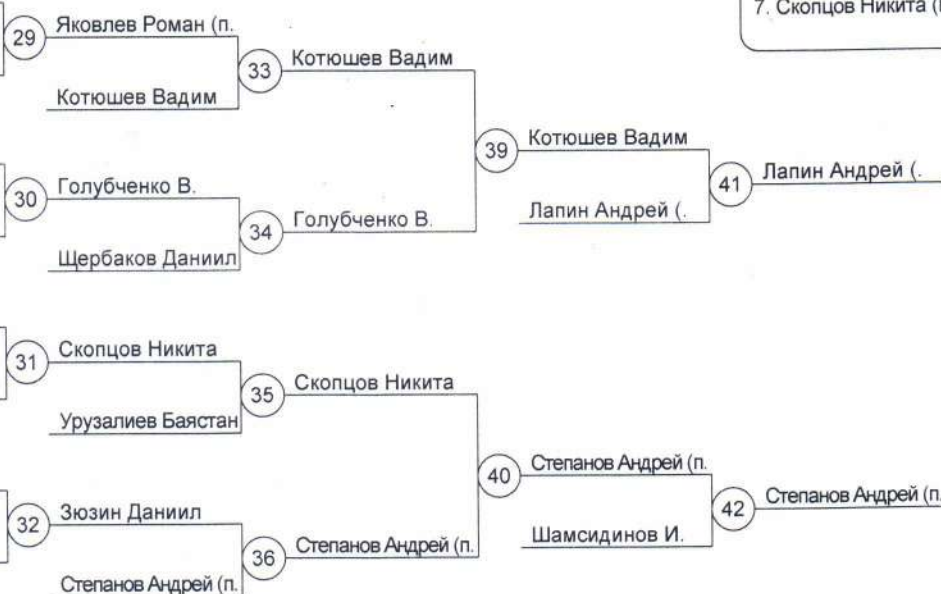 7. Скопцов Никита (
29
Яковлев Роман (п.
Котюшев Вадим
33
Котюшев Вадим
39
Котюшев Вадим
Лапин Андрей (.
41
Лапин Андрей (.
30
Голубченко В.
Щербаков Даниил
34
Голубченко В.
31
Скопцов Никита
Урузалиев Баястан
35
Скопцов Никита
40
Степанов Андрей (п.
Шамсидинов И.
42
Степанов Андрей (п.
32
Зюзин Даниил
Степанов Андрей (п.
36
Степанов Андрей (п.